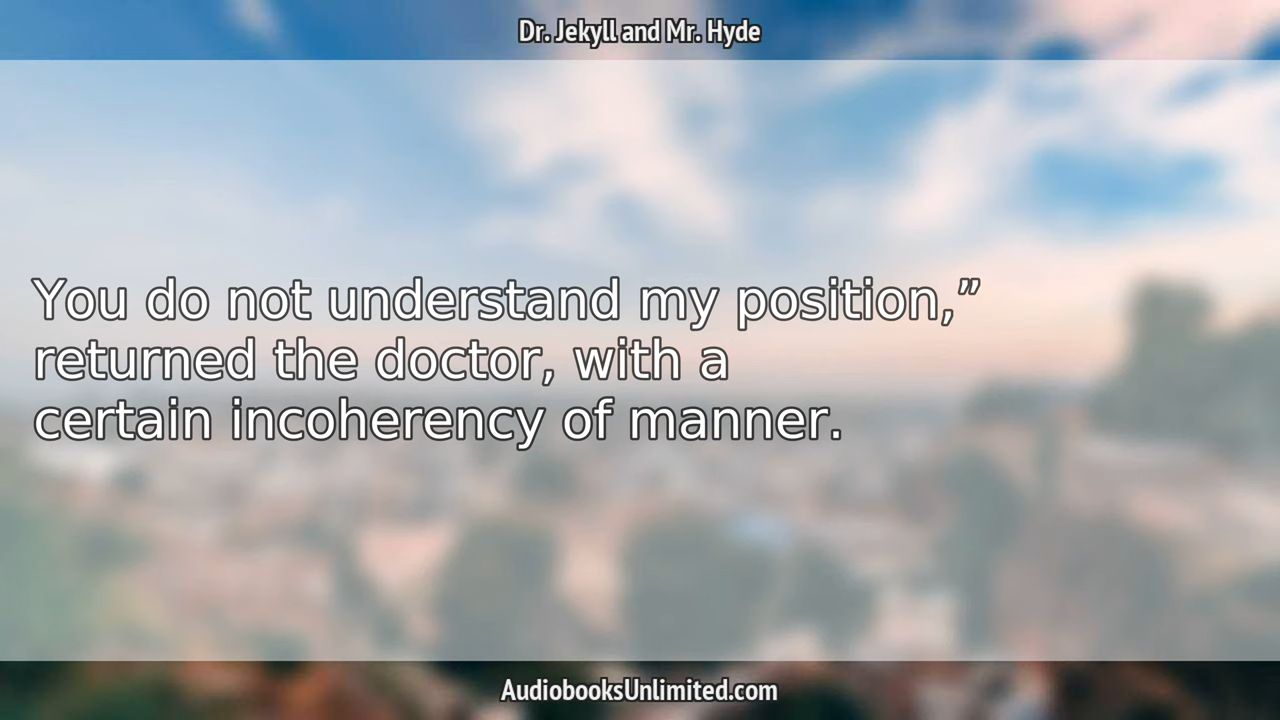 Dr. Jekyll and Mr. Hyde
You do not understand my position,”
returned the doctor, with a
certain incoherency of manner.
AudiobooksUnlimited.com